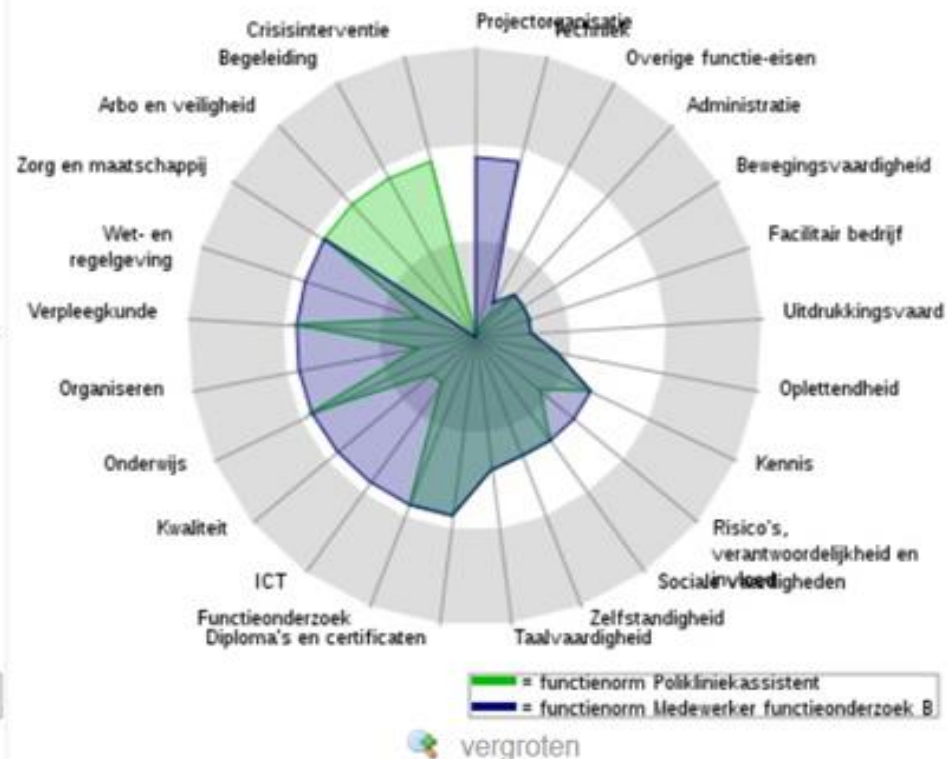 Projectorganisatie
Techniek
Overige functie-eisen
Administratie
Bewegingsvaardigheid
Facilitair bedrijf
Uitdrukkingsvaard
Oplettendheid
Kennis
Risico's,
verantwoordelijkheid en
invloed
Sociale vaardigheden
Zelfstandigheid
Taalvaardigheid
Diploma's en certificaten
Functieonderzoek
ICT
Kwaliteit
Onderwijs
Organiseren
Verpleegkunde
Wet- en
regelgeving
Zorg en maatschappij
Arbo en veiligheid
Begeleiding
Crisisinterventie
= functienorm Polikliniekassistent
= functienorm Medewerker functieonderzoek B
vergroten